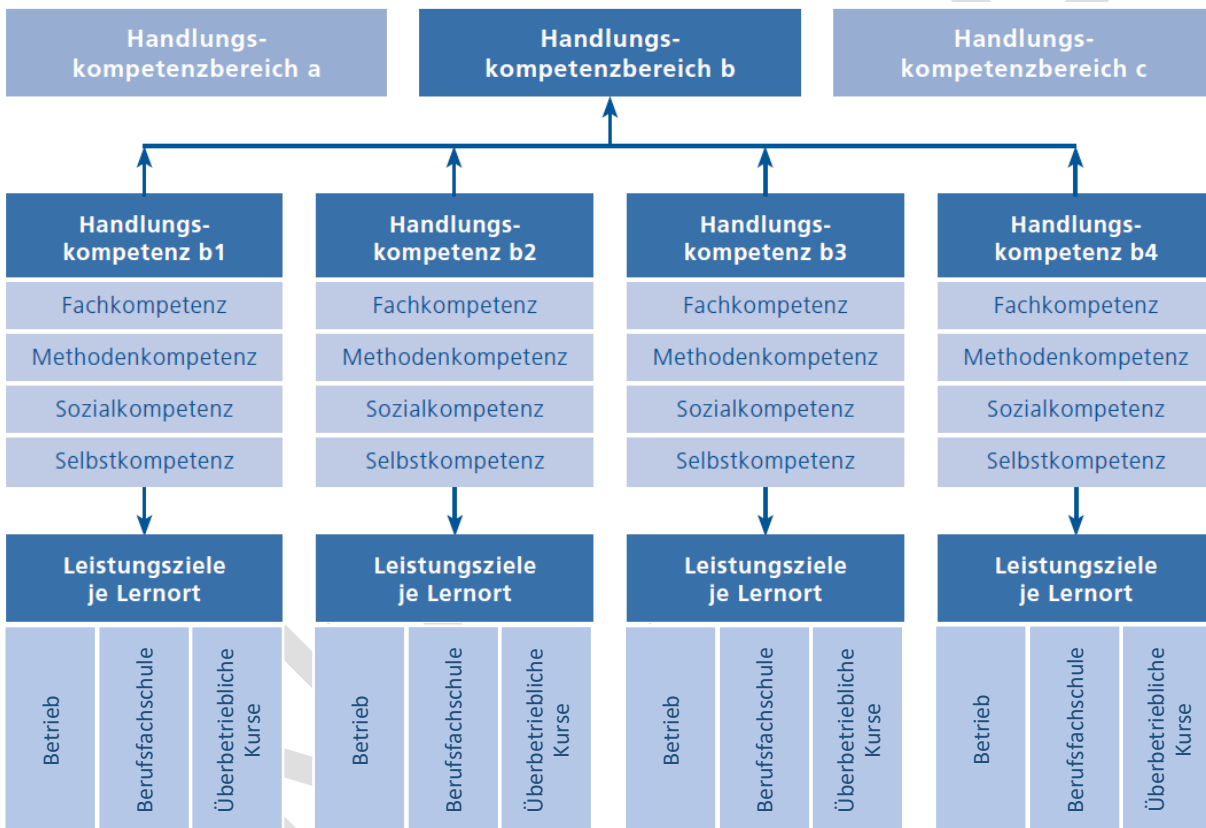 Handlungs-
kompetenzbereich a
Handlungs-
kompetenzbereich b
Handlungs-
kompetenzbereich c
Handlungs-
kompetenz b1
Fachkompetenz
Methodenkompetenz
Sozialkompetenz
Selbstkompetenz
Leistungsziele
je Lernort
Betrieb
Berufsfachschule
Überbetriebliche
Kurse
Handlungs-
kompetenz b2
Fachkompetenz
Methodenkompetenz
Sozialkompetenz
Selbstkompetenz
Leistungsziele
je Lernort
Betrieb
Berufsfachschule
Überbetriebliche
Kurse
Handlungs-
kompetenz b3
Fachkompetenz
Methodenkompetenz
Sozialkompetenz
Selbstkompetenz
Leistungsziele
je Lernort
Betrieb
Berufsfachschule
Überbetriebliche
Kurse
Handlungs-
kompetenz b4
Fachkompetenz
Methodenkompetenz
Sozialkompetenz
Selbstkompetenz
Leistungsziele
je Lernort
Betrieb
Berufsfachschule
Überbetriebliche
Kurse